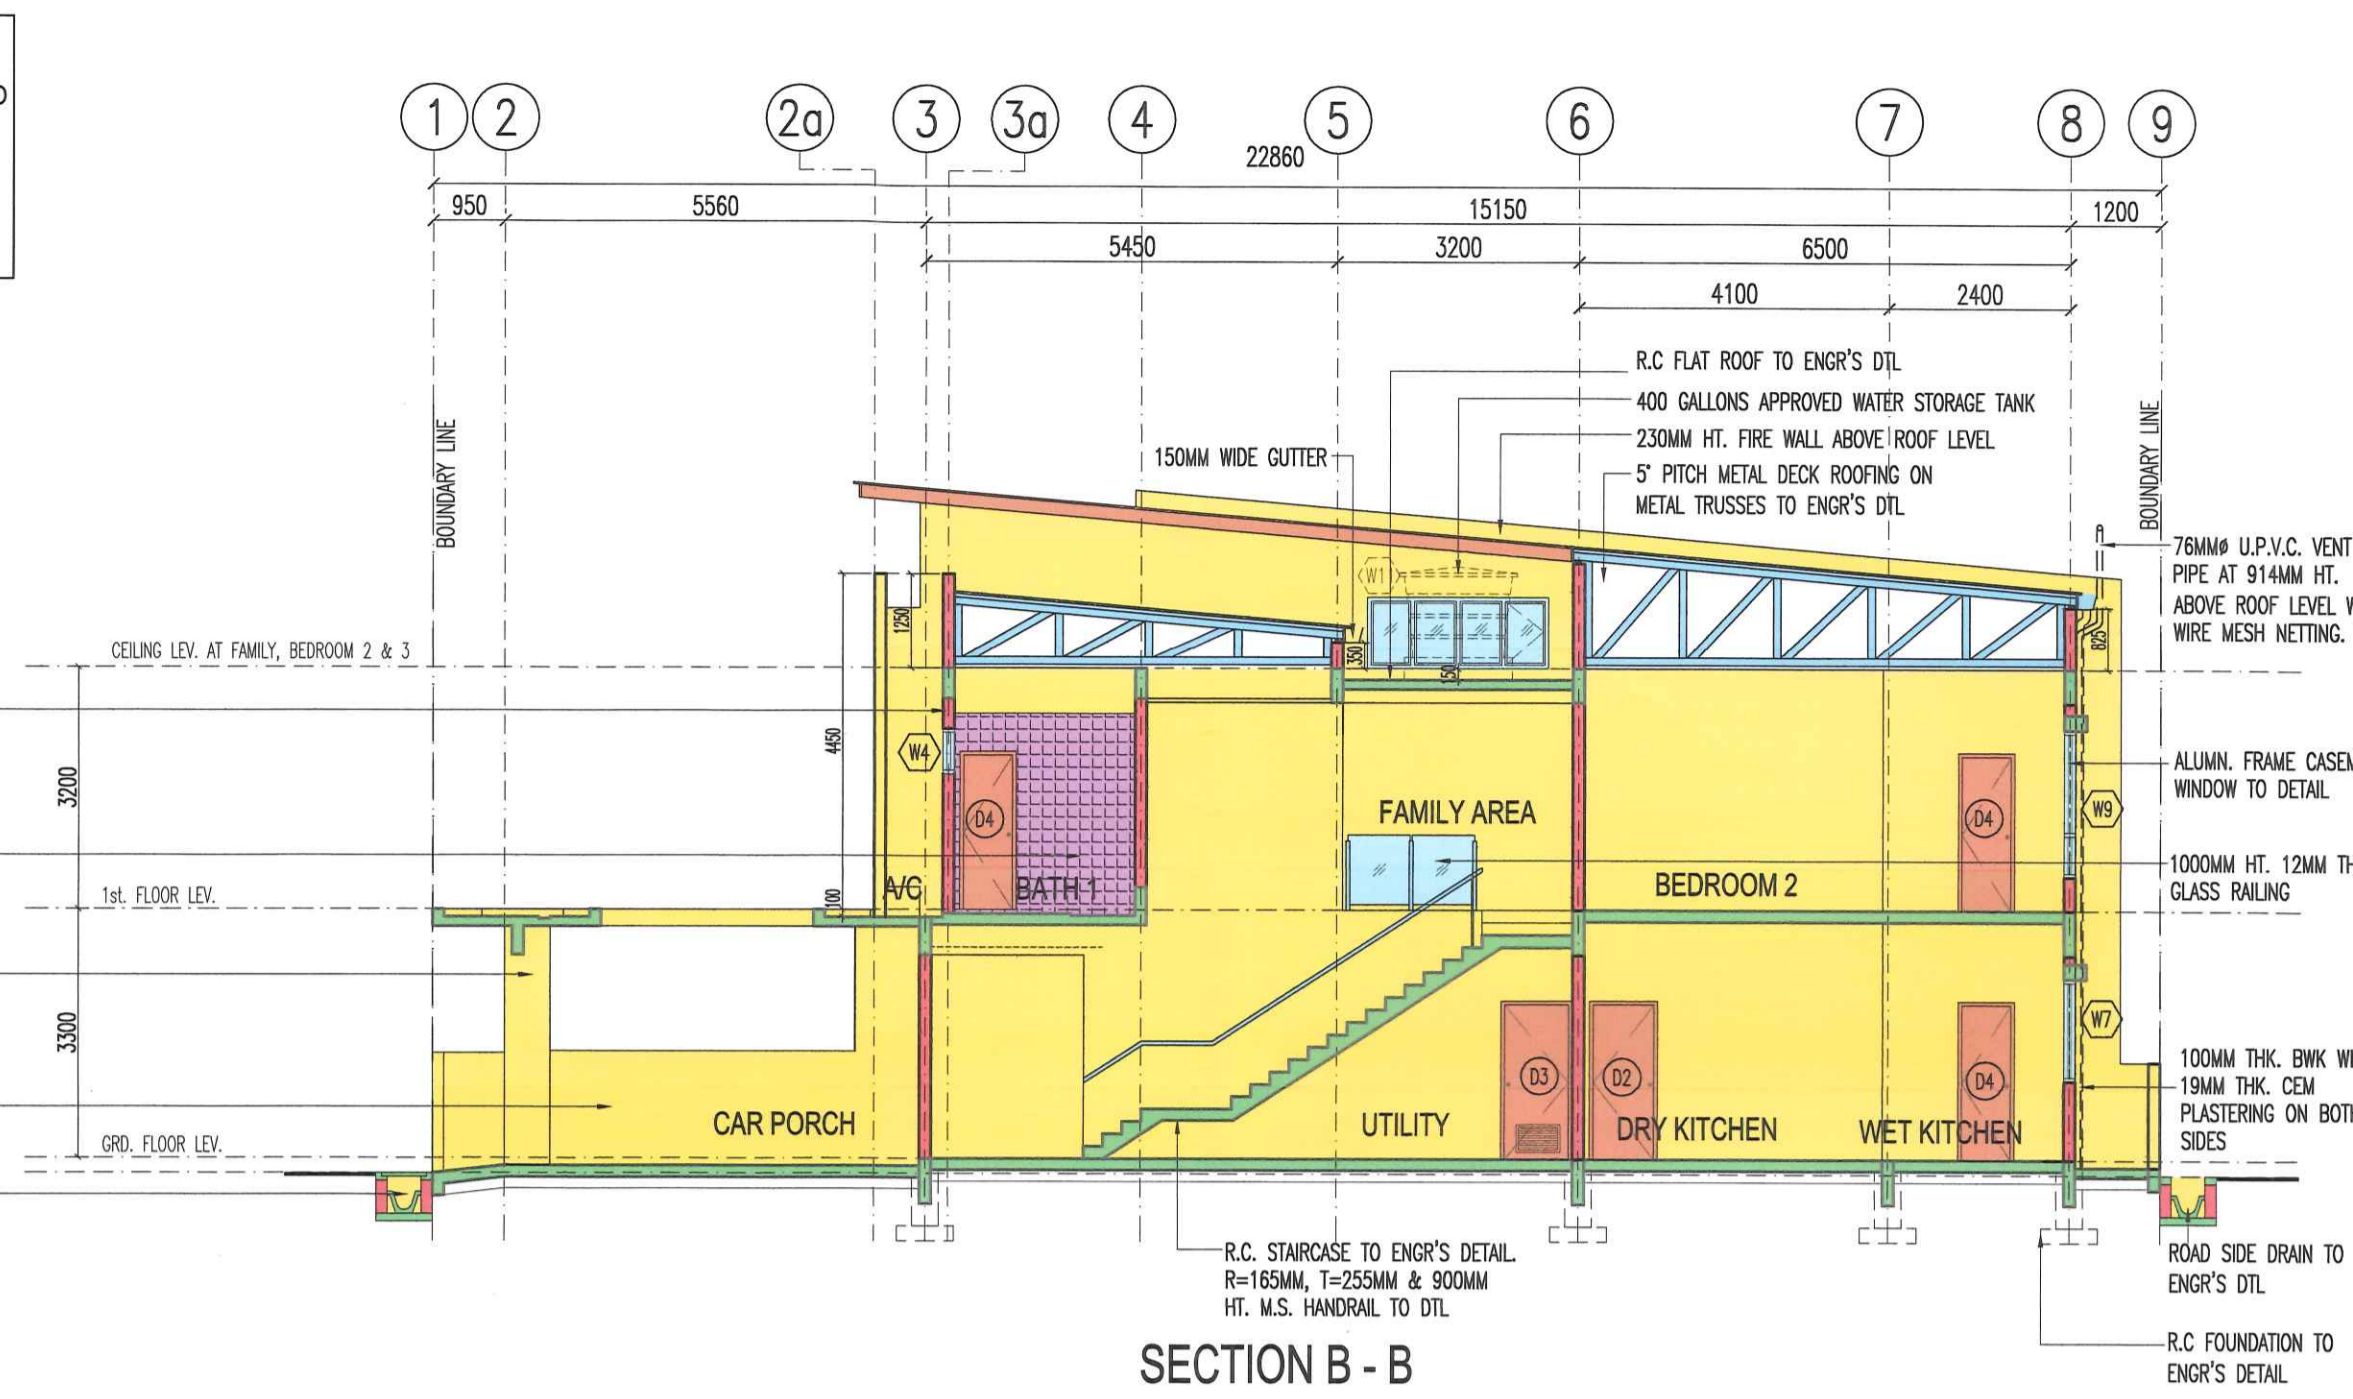 1
2
2a
3
3a
4
5
6
7
8
9
22860
950
5560
15150
1200
5450
3200
6500
4100
2400
R.C FLAT ROOF TO ENGR'S DTL
400 GALLONS APPROVED WATER STORAGE TANK
230MM HT. FIRE WALL ABOVE ROOF LEVEL
150MM WIDE GUTTER
5° PITCH METAL DECK ROOFING ON
METAL TRUSSES TO ENGR'S DTL
BOUNDARY LINE
BOUNDARY LINE
76MMø U.P.V.C. VENT
PIPE AT 914MM HT.
ABOVE ROOF LEVEL W
WIRE MESH NETTING.
CEILING LEV. AT FAMILY, BEDROOM 2 & 3
1250
350
150
825
4450
100
3200
3300
W4
D4
FAMILY AREA
D4
W9
ALUMN. FRAME CASEM
WINDOW TO DETAIL
1st. FLOOR LEV.
A/C
BATH 1
BEDROOM 2
1000MM HT. 12MM TH
GLASS RAILING
W7
100MM THK. BWK WI
19MM THK. CEM
PLASTERING ON BOTH
SIDES
GRD. FLOOR LEV.
CAR PORCH
UTILITY
D3
D2
DRY KITCHEN
WET KITCHEN
D4
R.C. STAIRCASE TO ENGR'S DETAIL.
R=165MM, T=255MM & 900MM
HT. M.S. HANDRAIL TO DTL
ROAD SIDE DRAIN TO
ENGR'S DTL
R.C FOUNDATION TO
ENGR'S DETAIL
SECTION B - B